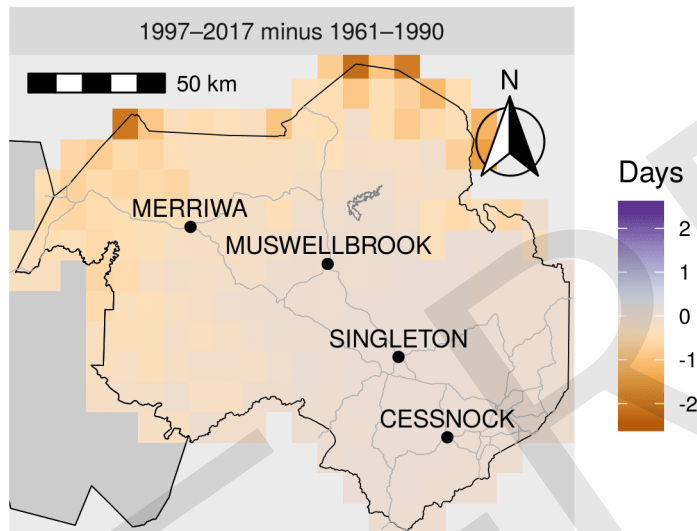 1997–2017 minus 1961–1990
50 km
N
Days
MERRIWA
MUSWELLBROOK
SINGLETON
CESSNOCK
2
1
0
-1
-2